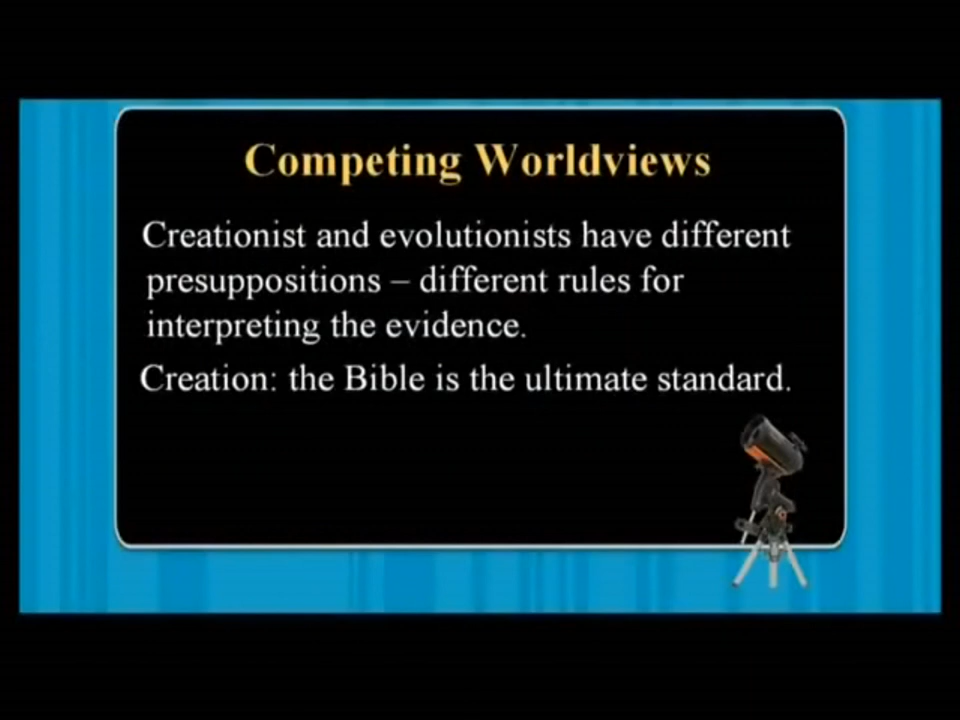 Competing Worldviews
Creationist and evolutionists have different
presuppositions – different rules for
interpreting the evidence.
Creation: the Bible is the ultimate standard.